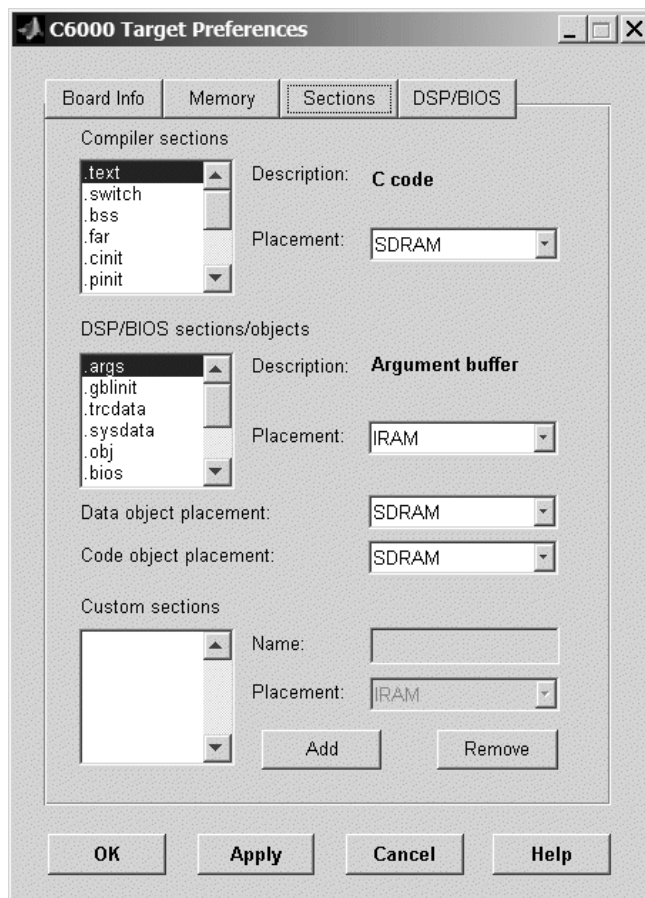 C6000 Target Preferences
Board Info Memory Sections DSP/BIOS
Compiler sections
.text
.switch
.bss
.far
.cinit
.pinit
Description: C code
Placement: SDRAM
DSP/BIOS sections/objects
.args
.gblinit
.trcdata
.sysdata
.obj
.bios
Description: Argument buffer
Placement: IRAM
Data object placement: SDRAM
Code object placement: SDRAM
Custom sections
Name:
Placement: IRAM
Add Remove
OK Apply Cancel Help